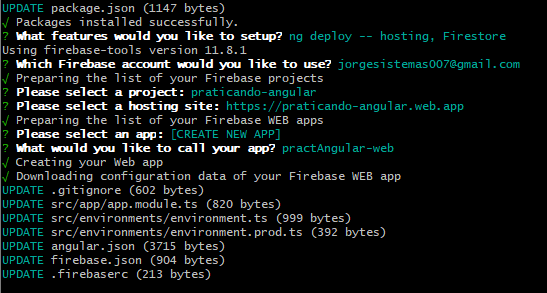 UPDATE package.json (1147 bytes)
√ Packages installed successfully.
? What features would you like to setup? ng deploy -- hosting, Firestore
Using firebase-tools version 11.8.1
? Which Firebase account would you like to use? jorgesistemas007@gmail.com
√ Preparing the list of your Firebase projects
? Please select a project: praticando-angular
? Please select a hosting site: https://praticando-angular.web.app
√ Preparing the list of your Firebase WEB apps
? Please select an app: [CREATE NEW APP]
? What would you like to call your app? practAngular-web
√ Creating your Web app
√ Downloading configuration data of your Firebase WEB app
UPDATE .gitignore (602 bytes)
UPDATE src/app/app.module.ts (820 bytes)
UPDATE src/environments/environment.ts (999 bytes)
UPDATE src/environments/environment.prod.ts (392 bytes)
UPDATE angular.json (3715 bytes)
UPDATE firebase.json (904 bytes)
UPDATE .firebaserc (213 bytes)